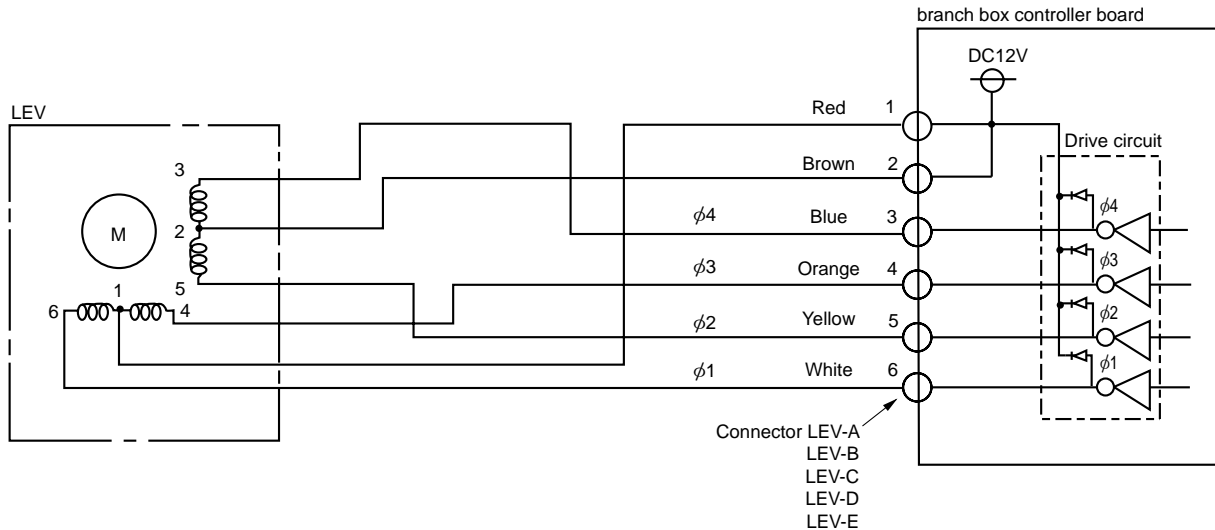 branch box controller board
DC12V
LEV
Red 1
Drive circuit
3
Brown 2
ϕ4
ϕ4 Blue 3
2
M
ϕ3
ϕ3 Orange 4
5
1
6 4
ϕ2
ϕ2 Yellow 5
ϕ1
ϕ1 White 6
Connector LEV-A
LEV-B
LEV-C
LEV-D
LEV-E